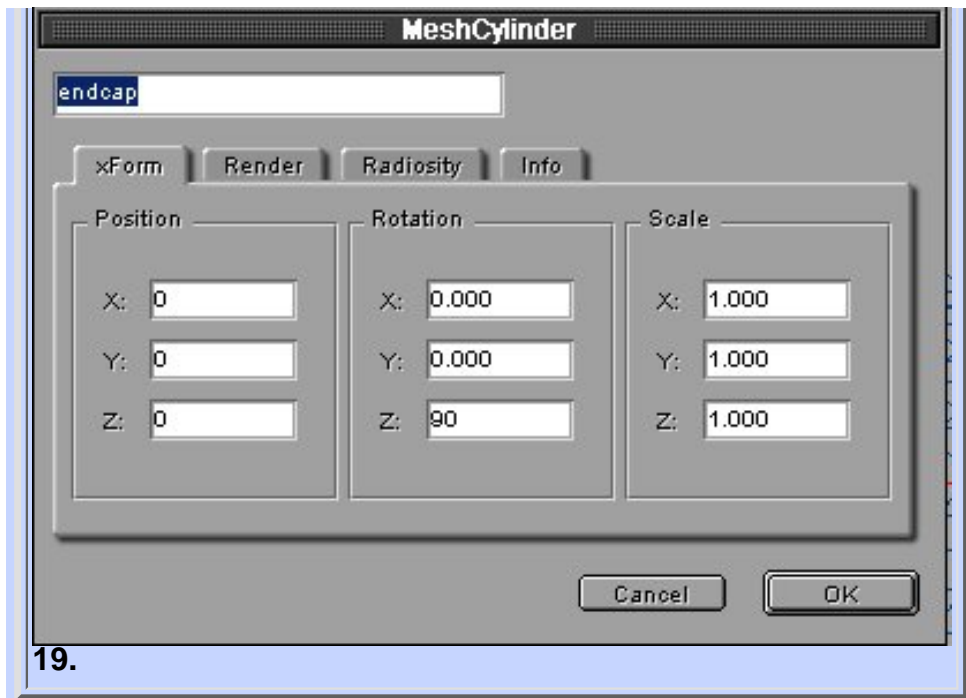 MeshCylinder
endcap
xForm Render Radiosity Info
Position Rotation Scale
X: 0 X: 0.000 X: 1.000
Y: 0 Y: 0.000 Y: 1.000
Z: 0 Z: 90 Z: 1.000
Cancel OK
19.